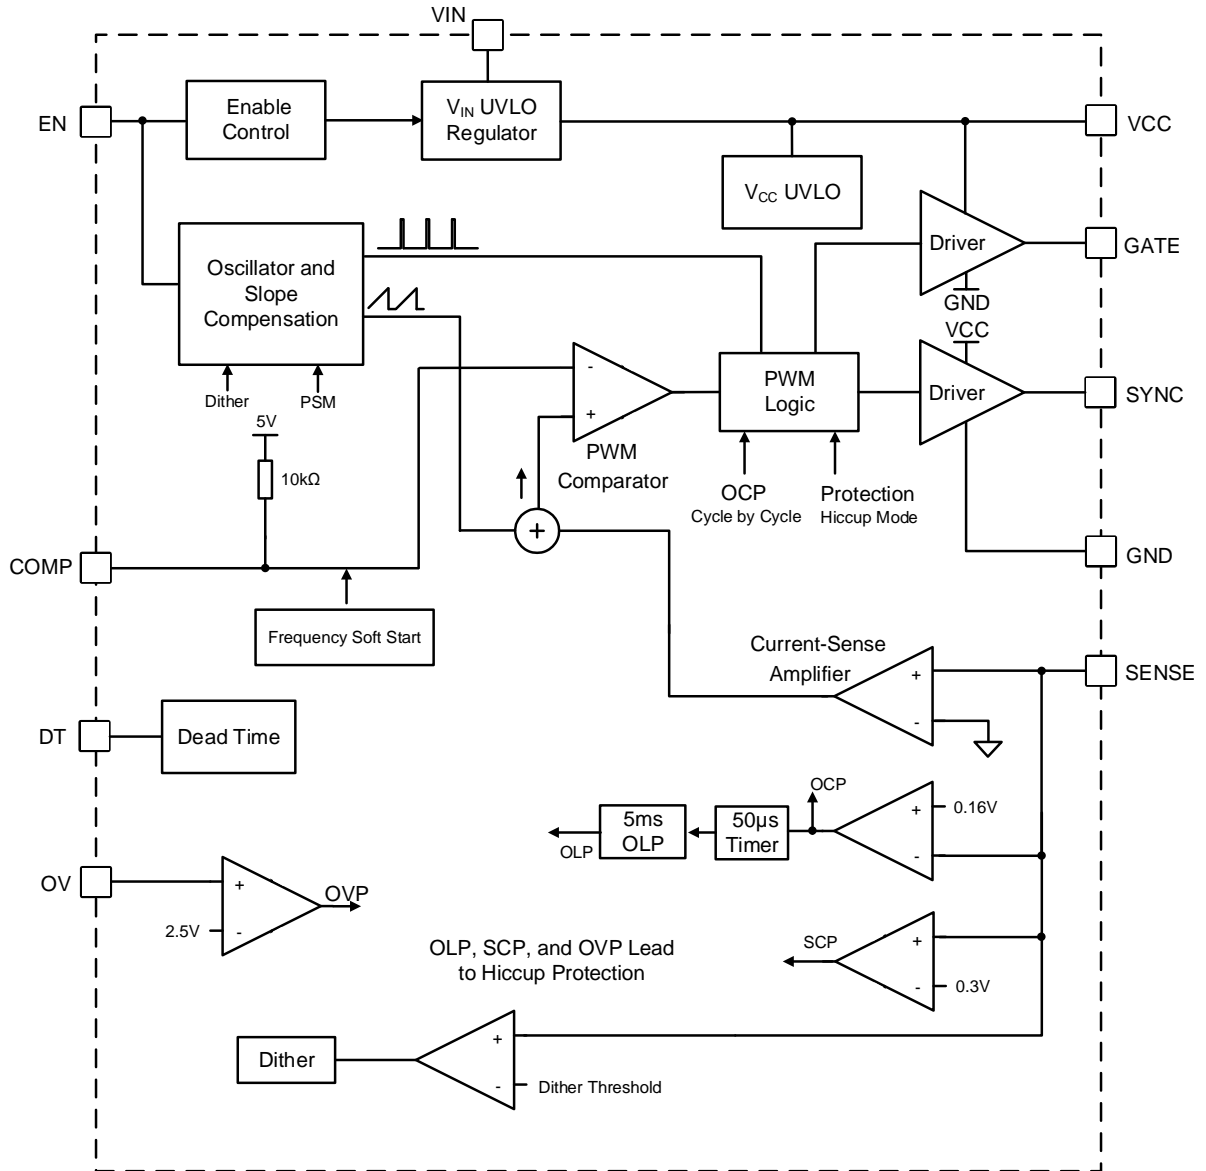 VIN
EN
Enable
Control
VIN UVLO
Regulator
VCC
VCC UVLO
Oscillator and
Slope
Compensation
Driver
GATE
GND
VCC
Dither
PSM
-
+
PWM
Comparator
PWM
Logic
Driver
SYNC
5V
10kΩ
OCP
Cycle by Cycle
Protection
Hiccup Mode
+
COMP
GND
Frequency Soft Start
Current-Sense
Amplifier
+
-
SENSE
DT
Dead Time
OCP
5ms
OLP
50µs
Timer
OLP
+
-
0.16V
OV
+
-
2.5V
OVP
OLP, SCP, and OVP Lead
to Hiccup Protection
SCP
+
-
0.3V
Dither
+
-
Dither Threshold